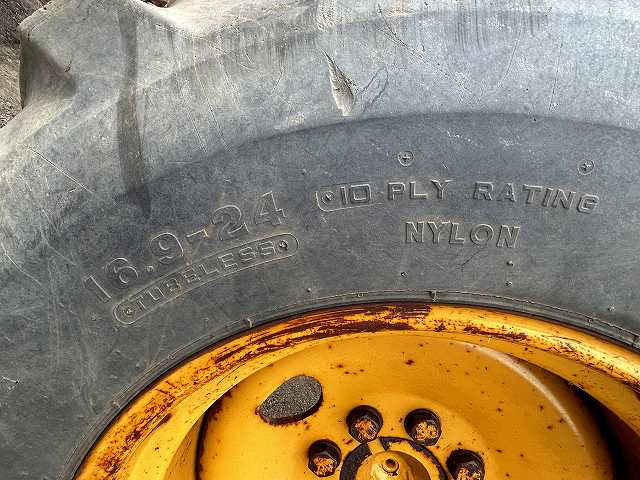 16.9-24
TUBELESS
10 PLY RATING
NYLON